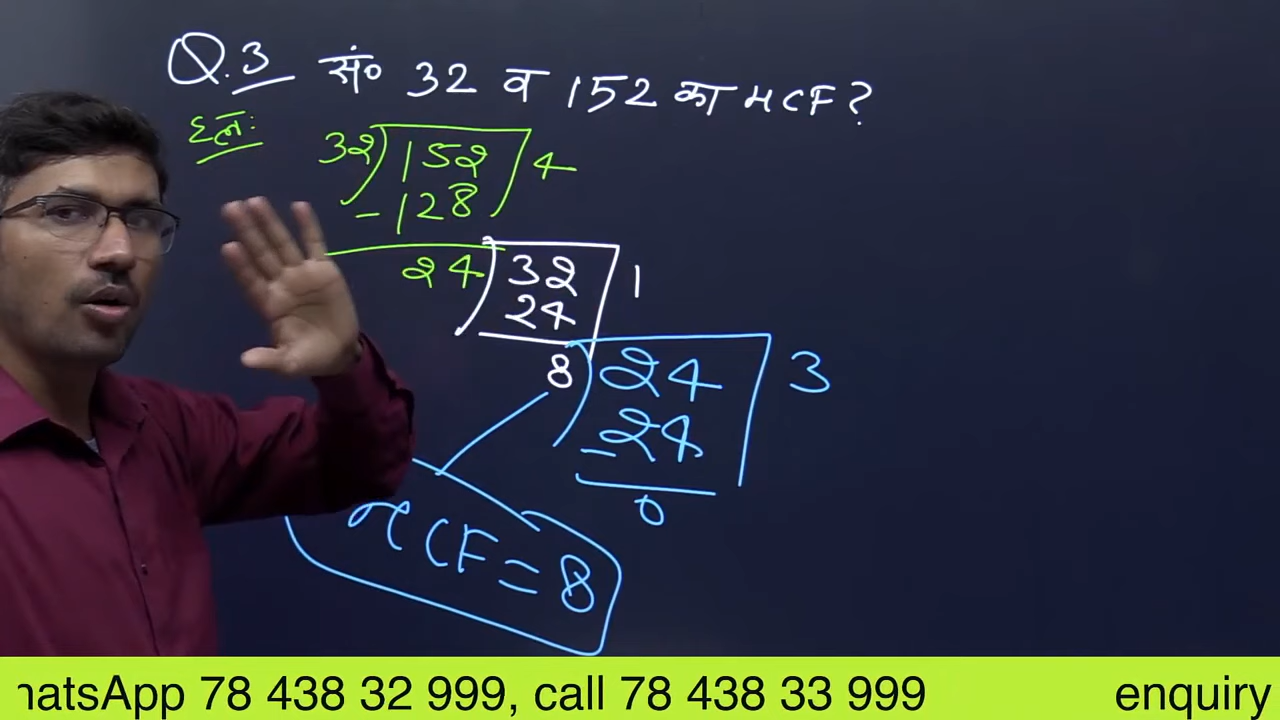 Q.3 सं० 32 व 152 का HCF?
हलः
32) 152 ( 4
-128
24) 32 ( 1
24
8) 24 ( 3
-24
0
HCF = 8
hatsApp 78 438 32 999, call 78 438 33 999 enquiry